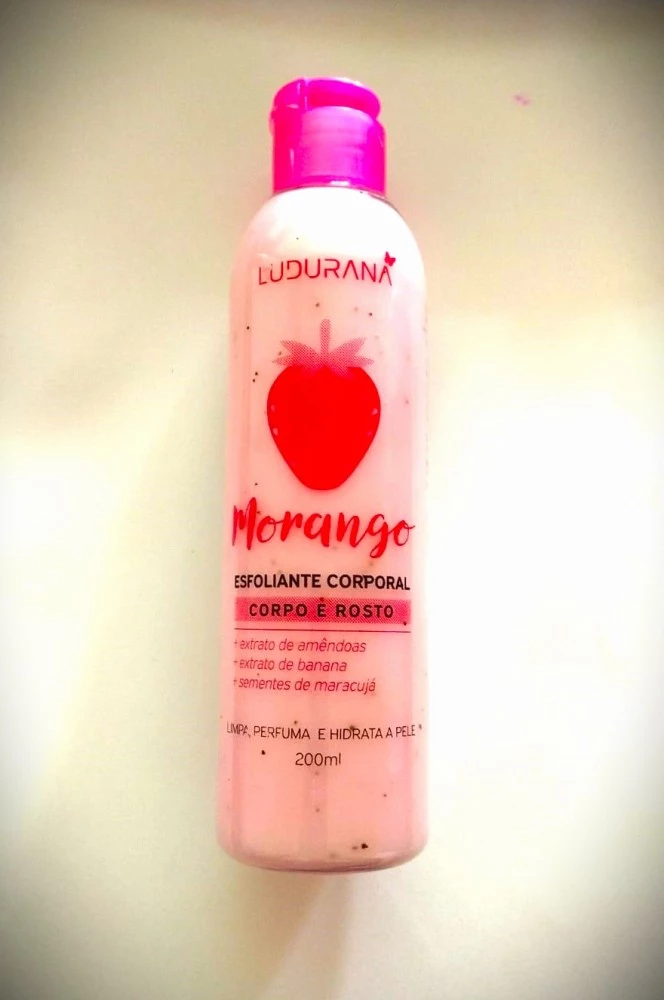 LUDURANA
Morango
ESFOLIANTE CORPORAL
CORPO E ROSTO
+ extrato de amêndoas
+ extrato de banana
+ sementes de maracujá
LIMPA, PERFUMA E HIDRATA A PELE
200ml